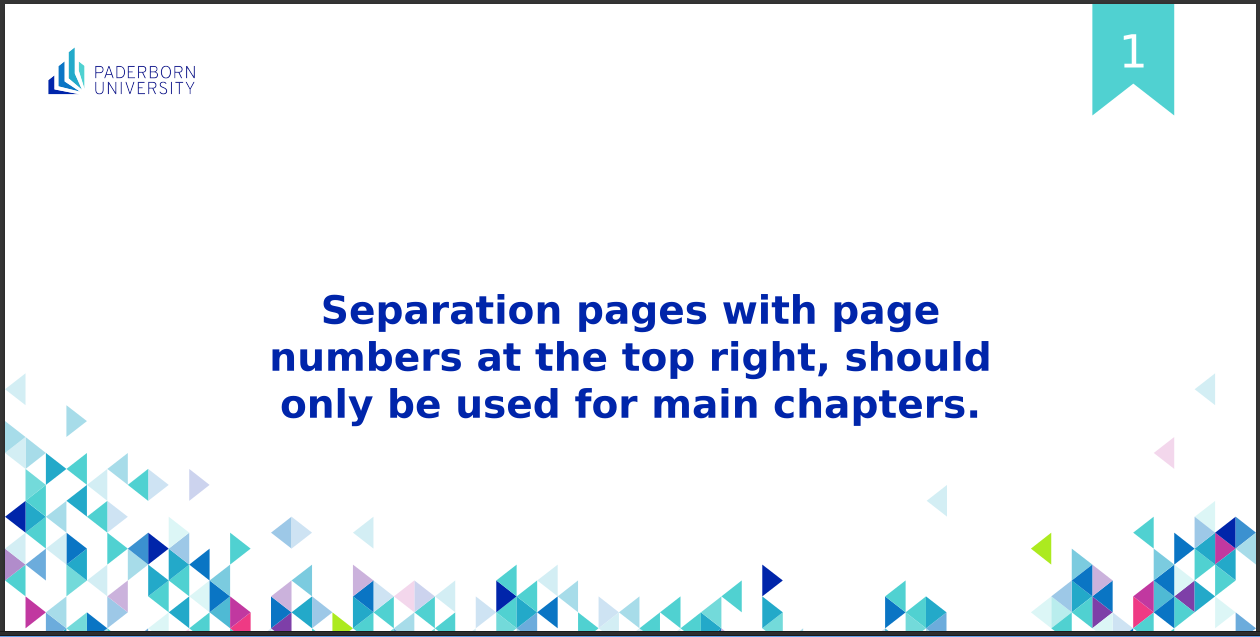 PADERBORN
UNIVERSITY
1
Separation pages with page
numbers at the top right, should
only be used for main chapters.